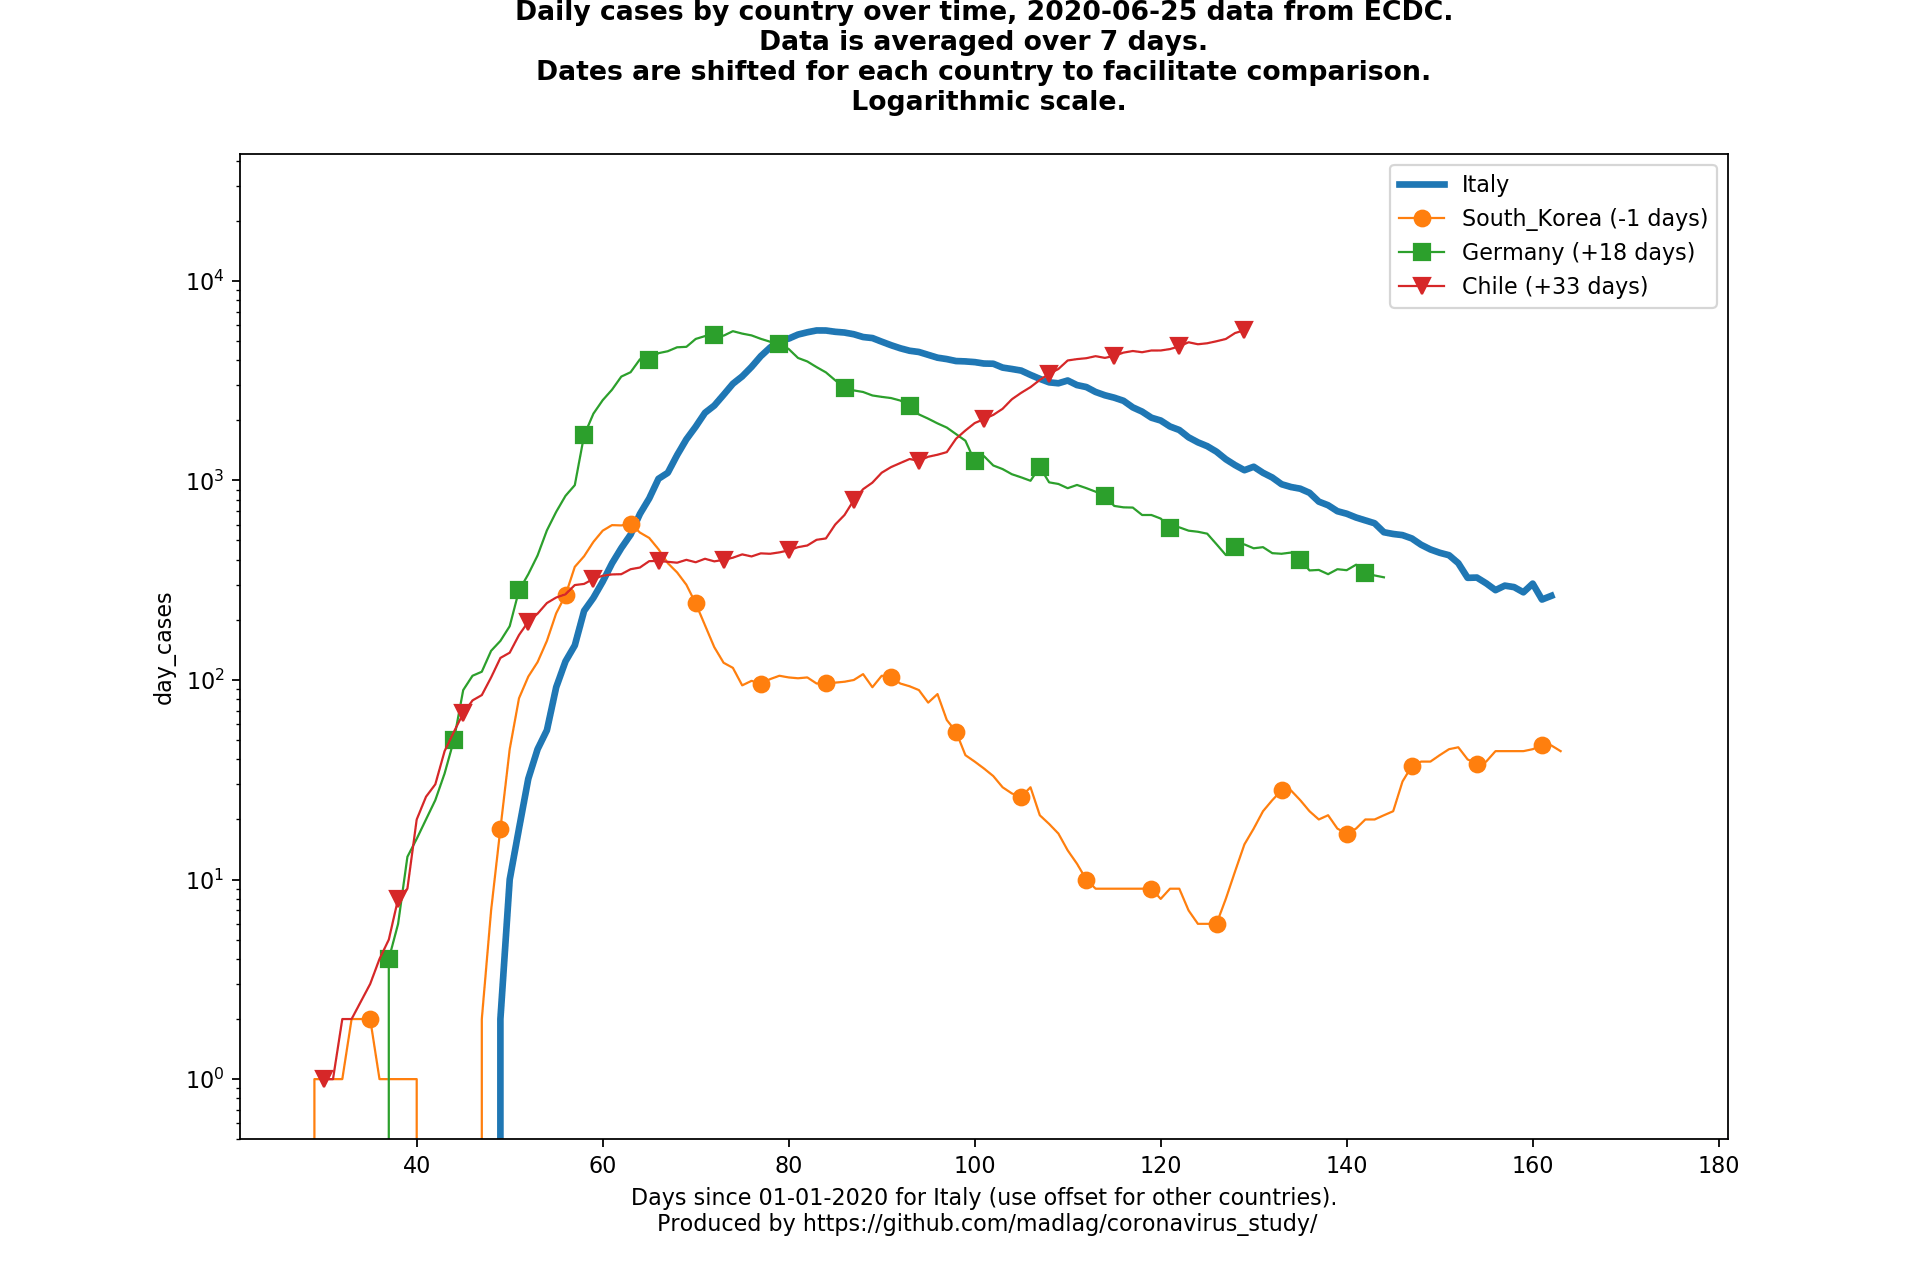 Daily cases by country over time, 2020-06-25 data from ECDC.
Data is averaged over 7 days.
Dates are shifted for each country to facilitate comparison.
Logarithmic scale.
Italy
South_Korea (-1 days)
Germany (+18 days)
Chile (+33 days)
10⁴
10³
10²
10¹
10⁰
day_cases
40 60 80 100 120 140 160 180
Days since 01-01-2020 for Italy (use offset for other countries).
Produced by https://github.com/madlag/coronavirus_study/